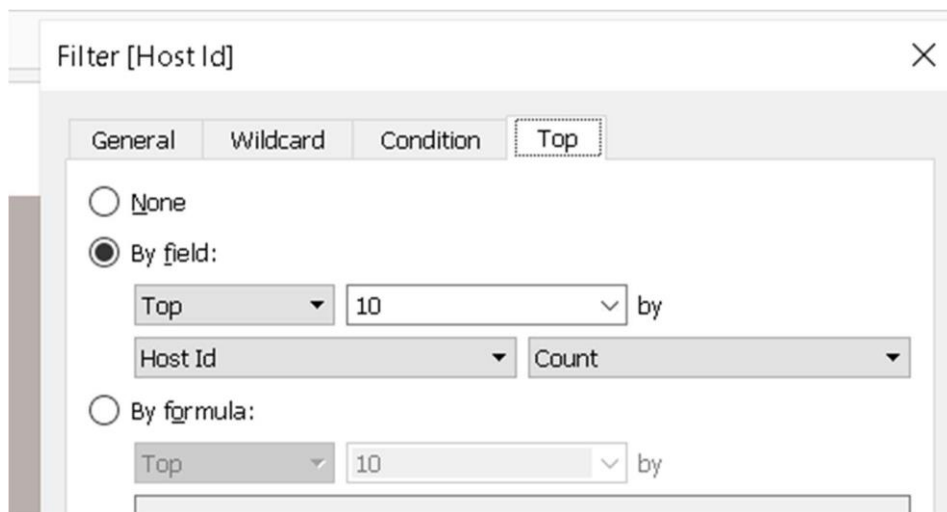 Filter [Host Id]
General Wildcard Condition Top
None
By field:
Top 10 by
Host Id Count
By formula:
Top 10 by